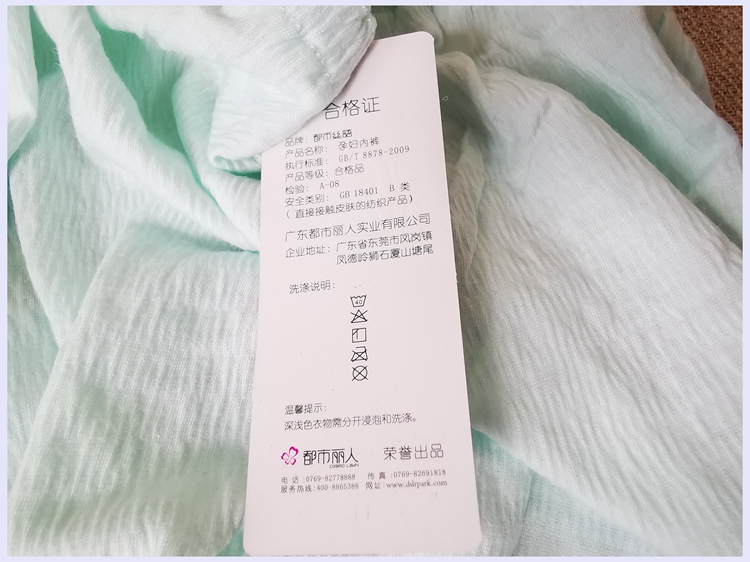 合格证
品牌：都市丝语
产品名称：孕妇内裤
执行标准：GB/T 8878-2009
产品等级：合格品
检验：A-08
安全类别：GB 18401 B 类
（直接接触皮肤的纺织产品）
广东都市丽人实业有限公司
企业地址：广东省东莞市凤岗镇
凤德岭狮石厦山塘尾
洗涤说明：
40
温馨提示：
深浅色衣物需分开浸泡和洗涤。
都市丽人 荣誉出品
COSMO LADY
电话:0769-82778888 传真:0769-82691818
服务热线:400-8865388 网址:www.dslrpark.com